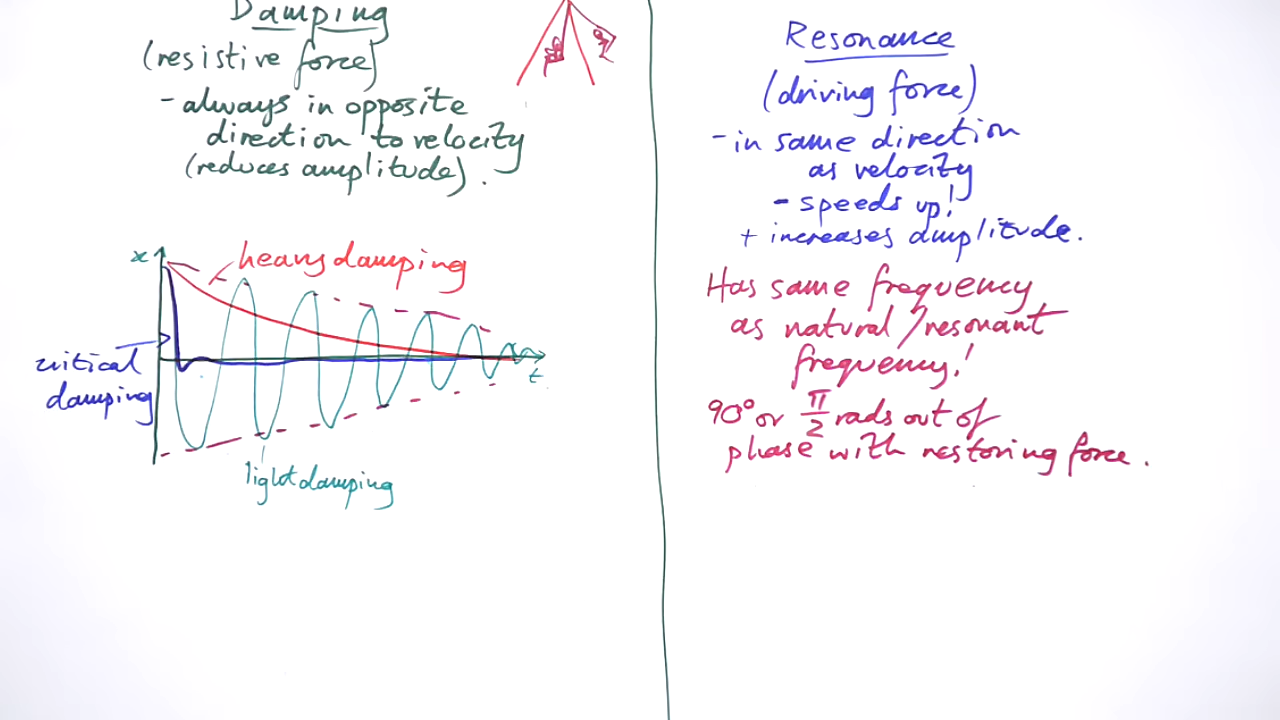 Damping
(resistive force)
- always in opposite
direction to velocity
(reduces amplitude).
x
heavy damping
critical
damping
t
light damping
Resonance
(driving force)
- in same direction
as velocity
- speeds up!
+ increases amplitude.
Has same frequency
as natural/resonant
frequency!
90° or π/2 rads out of
phase with restoring force.